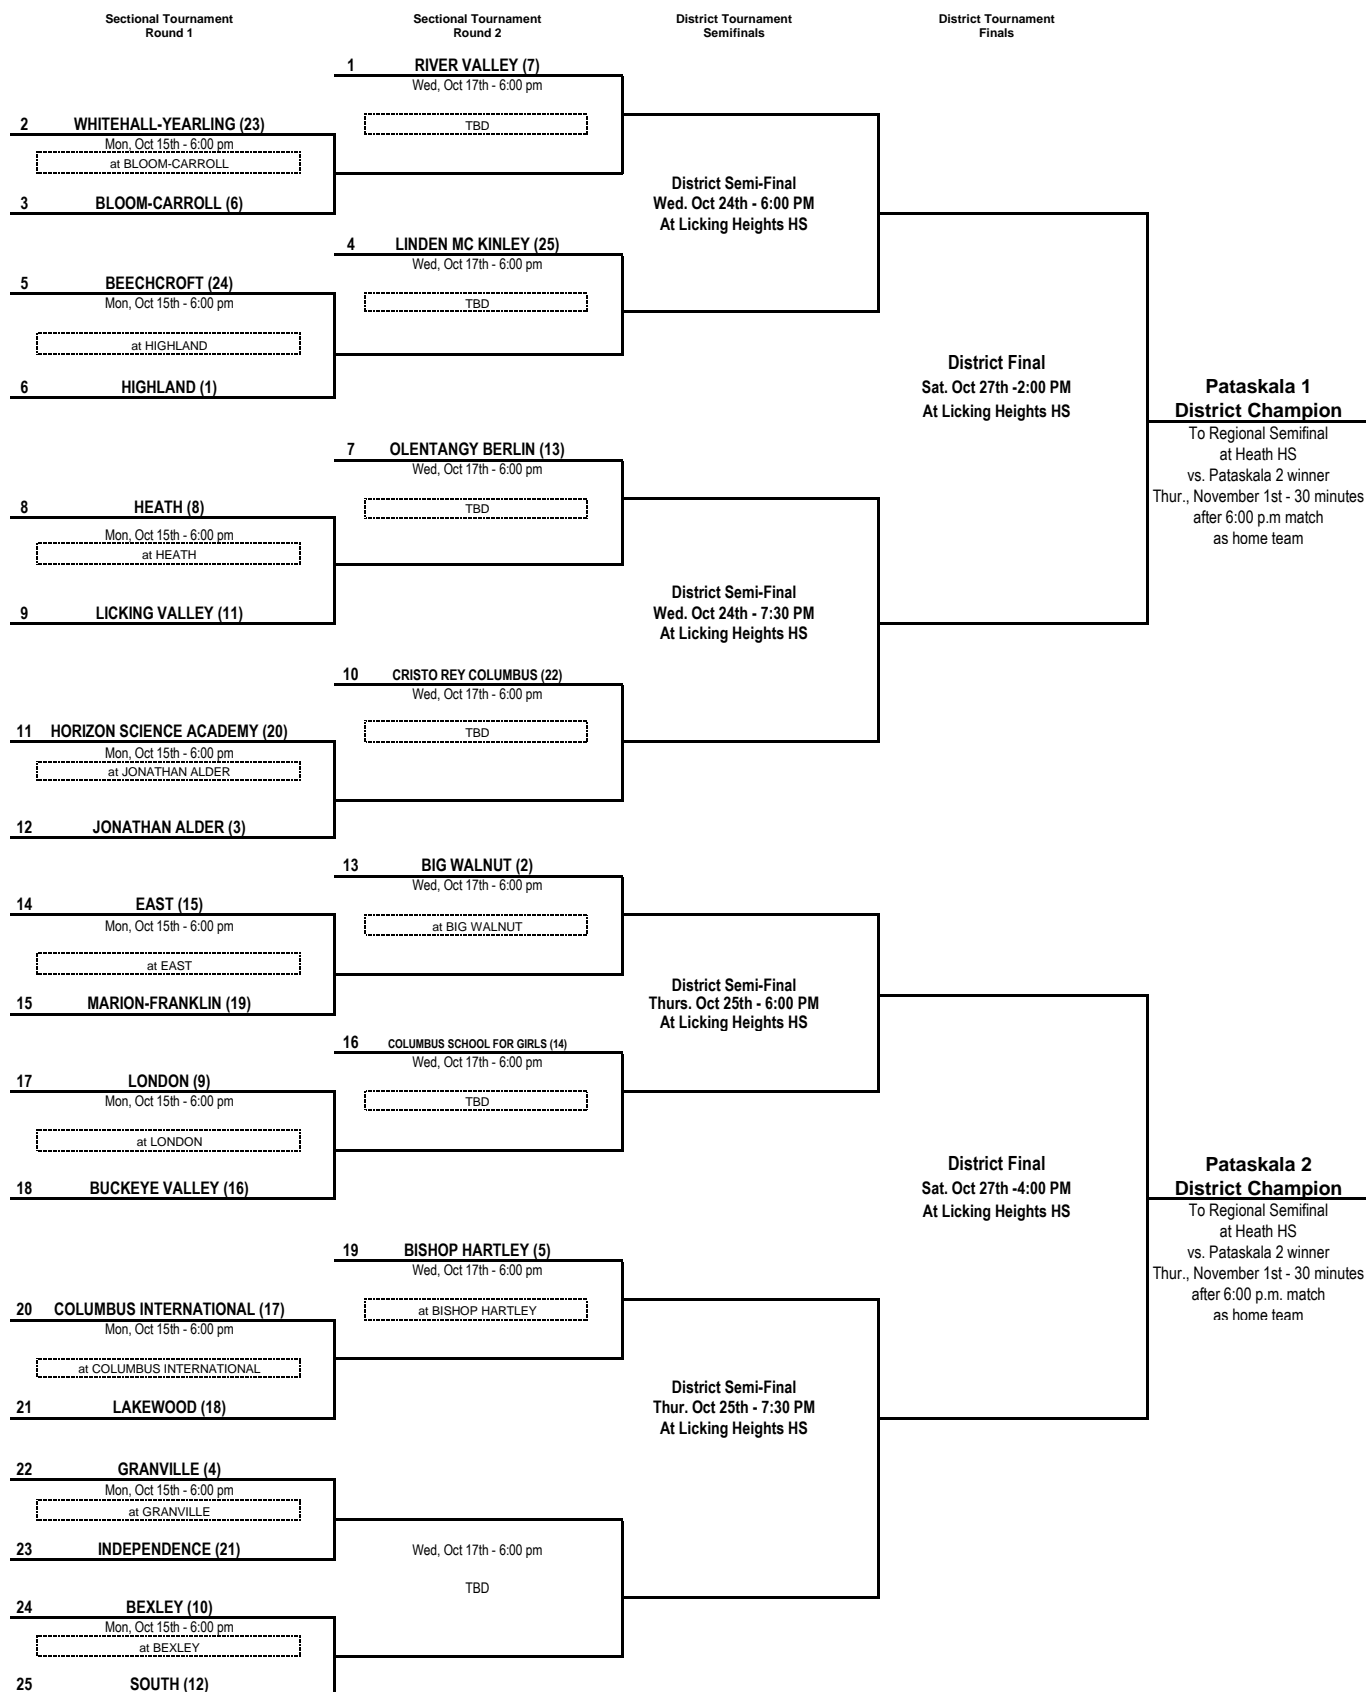 Sectional Tournament
Round 1
Sectional Tournament
Round 2
District Tournament
Semifinals
District Tournament
Finals
1 RIVER VALLEY (7)
Wed, Oct 17th - 6:00 pm
TBD
2 WHITEHALL-YEARLING (23)
Mon, Oct 15th - 6:00 pm
at BLOOM-CARROLL
3 BLOOM-CARROLL (6)
District Semi-Final
Wed. Oct 24th - 6:00 PM
At Licking Heights HS
4 LINDEN MC KINLEY (25)
Wed, Oct 17th - 6:00 pm
TBD
5 BEECHCROFT (24)
Mon, Oct 15th - 6:00 pm
at HIGHLAND
6 HIGHLAND (1)
District Final
Sat. Oct 27th -2:00 PM
At Licking Heights HS
Pataskala 1
District Champion
To Regional Semifinal
at Heath HS
vs. Pataskala 2 winner
Thur., November 1st - 30 minutes
after 6:00 p.m match
as home team
7 OLENTANGY BERLIN (13)
Wed, Oct 17th - 6:00 pm
TBD
8 HEATH (8)
Mon, Oct 15th - 6:00 pm
at HEATH
9 LICKING VALLEY (11)
District Semi-Final
Wed. Oct 24th - 7:30 PM
At Licking Heights HS
10 CRISTO REY COLUMBUS (22)
Wed, Oct 17th - 6:00 pm
TBD
11 HORIZON SCIENCE ACADEMY (20)
Mon, Oct 15th - 6:00 pm
at JONATHAN ALDER
12 JONATHAN ALDER (3)
13 BIG WALNUT (2)
Wed, Oct 17th - 6:00 pm
at BIG WALNUT
14 EAST (15)
Mon, Oct 15th - 6:00 pm
at EAST
15 MARION-FRANKLIN (19)
District Semi-Final
Thurs. Oct 25th - 6:00 PM
At Licking Heights HS
16 COLUMBUS SCHOOL FOR GIRLS (14)
Wed, Oct 17th - 6:00 pm
TBD
17 LONDON (9)
Mon, Oct 15th - 6:00 pm
at LONDON
18 BUCKEYE VALLEY (16)
District Final
Sat. Oct 27th -4:00 PM
At Licking Heights HS
Pataskala 2
District Champion
To Regional Semifinal
at Heath HS
vs. Pataskala 2 winner
Thur., November 1st - 30 minutes
after 6:00 p.m. match
as home team
19 BISHOP HARTLEY (5)
Wed, Oct 17th - 6:00 pm
at BISHOP HARTLEY
20 COLUMBUS INTERNATIONAL (17)
Mon, Oct 15th - 6:00 pm
at COLUMBUS INTERNATIONAL
21 LAKEWOOD (18)
District Semi-Final
Thur. Oct 25th - 7:30 PM
At Licking Heights HS
22 GRANVILLE (4)
Mon, Oct 15th - 6:00 pm
at GRANVILLE
23 INDEPENDENCE (21)
Wed, Oct 17th - 6:00 pm
TBD
24 BEXLEY (10)
Mon, Oct 15th - 6:00 pm
at BEXLEY
25 SOUTH (12)